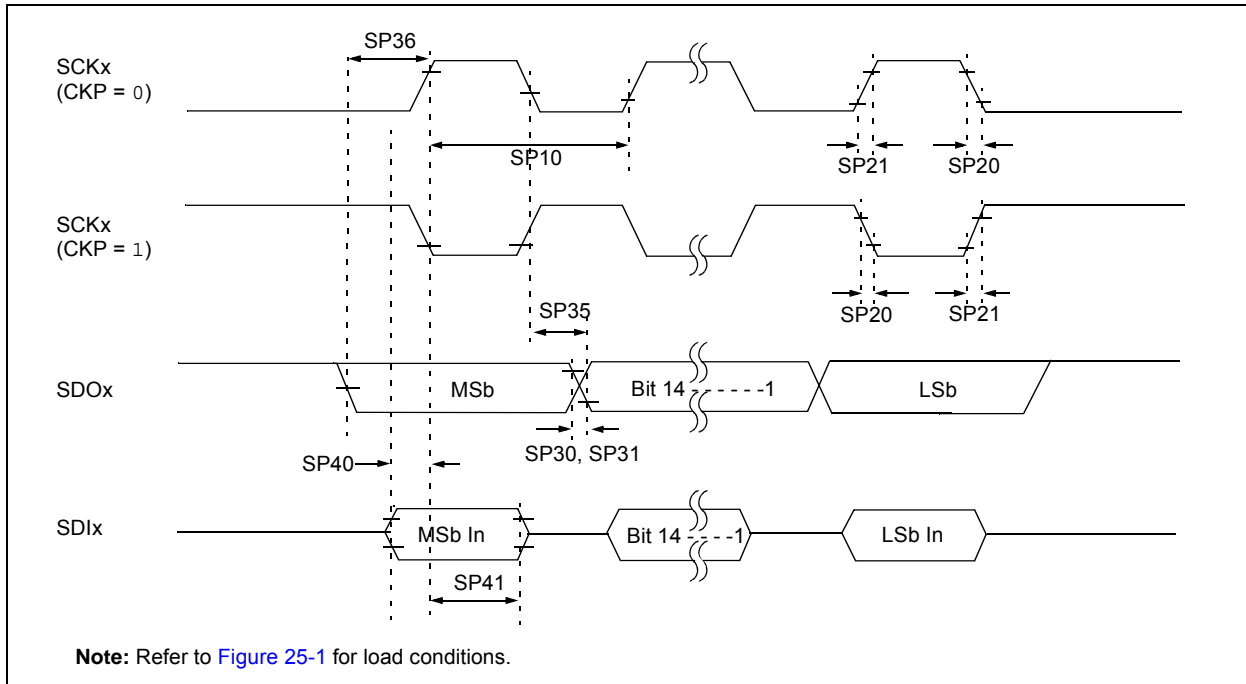 SP36
SCKx
(CKP = 0)
SP10
SP21
SP20
SCKx
(CKP = 1)
SP35
SP20
SP21
SDOx
MSb
Bit 14 - - - - - -1
LSb
SP30, SP31
SP40
SDIx
MSb In
Bit 14 - - - - -1
LSb In
SP41
Note: Refer to Figure 25-1 for load conditions.